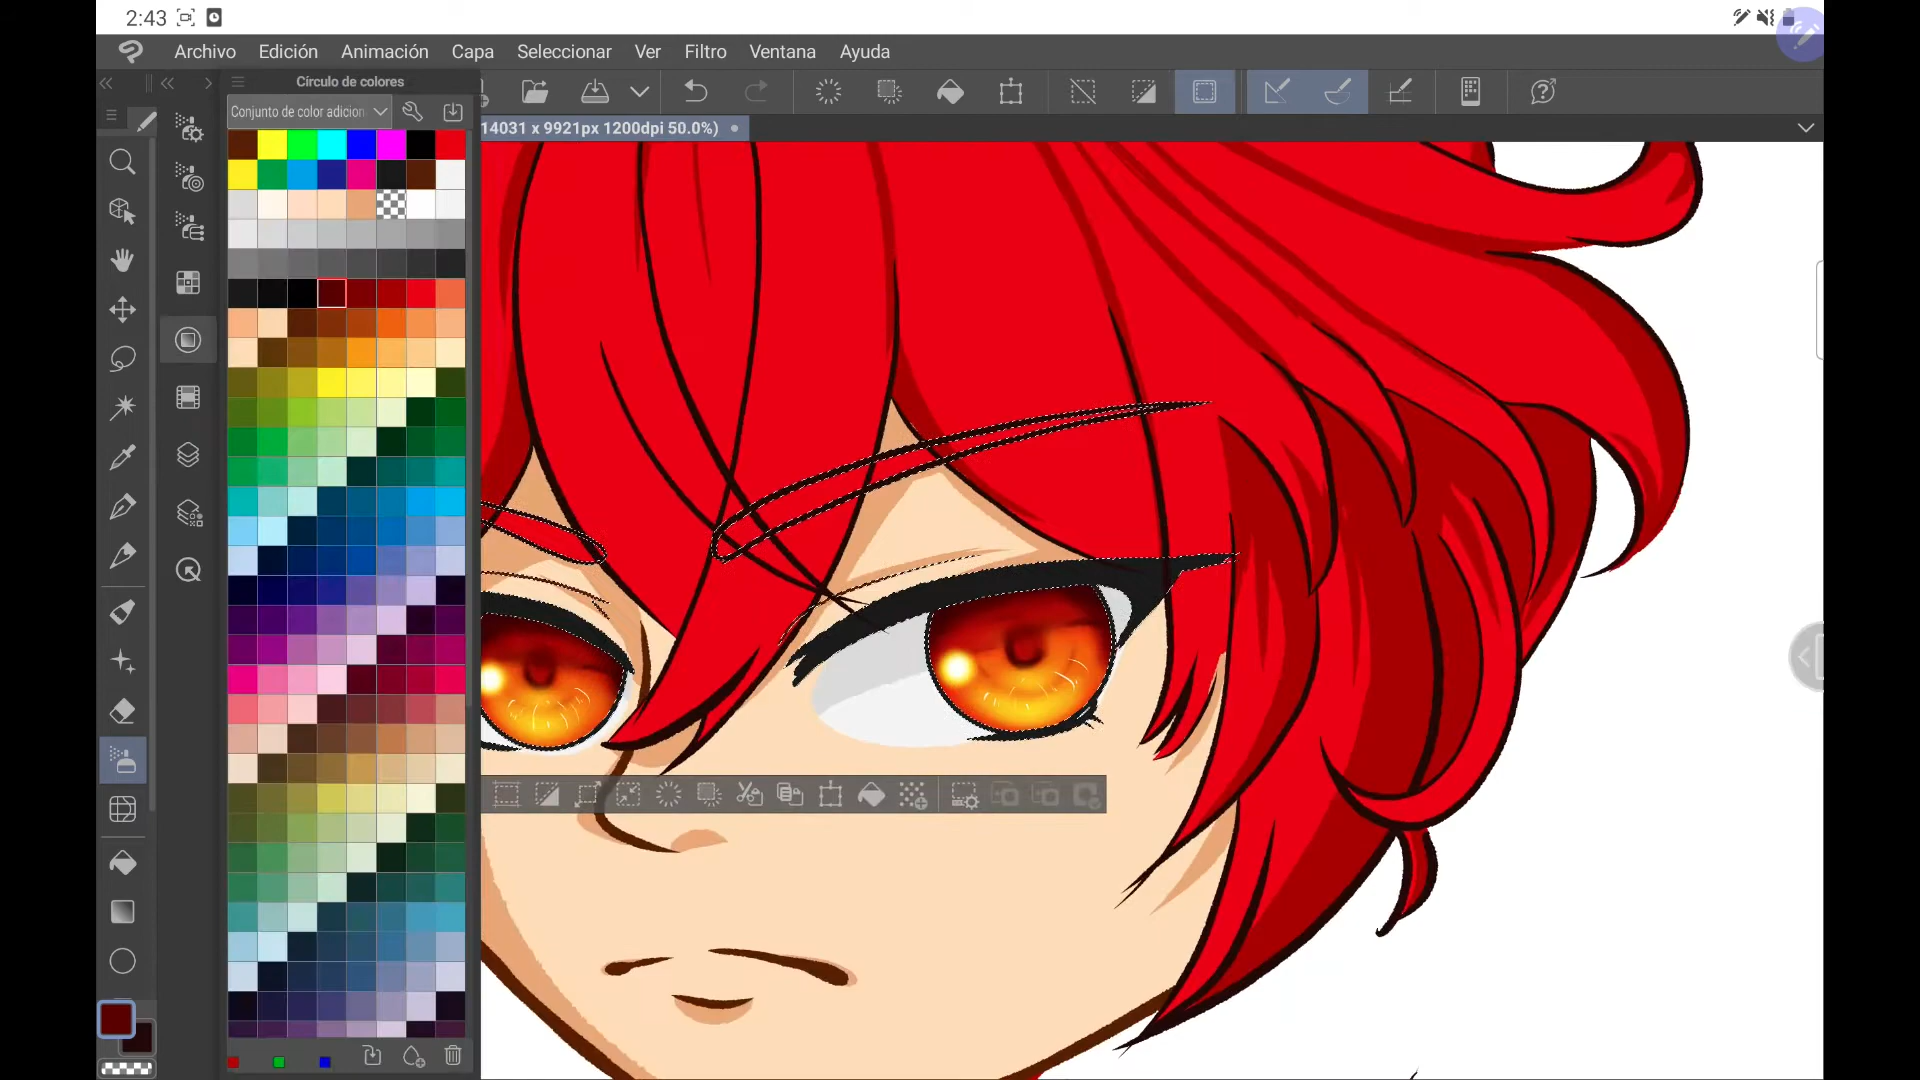 2:43
Archivo Edición Animación Capa Seleccionar Ver Filtro Ventana Ayuda
Círculo de colores
Conjunto de color adicion
14031 x 9921px 1200dpi 50.0%)